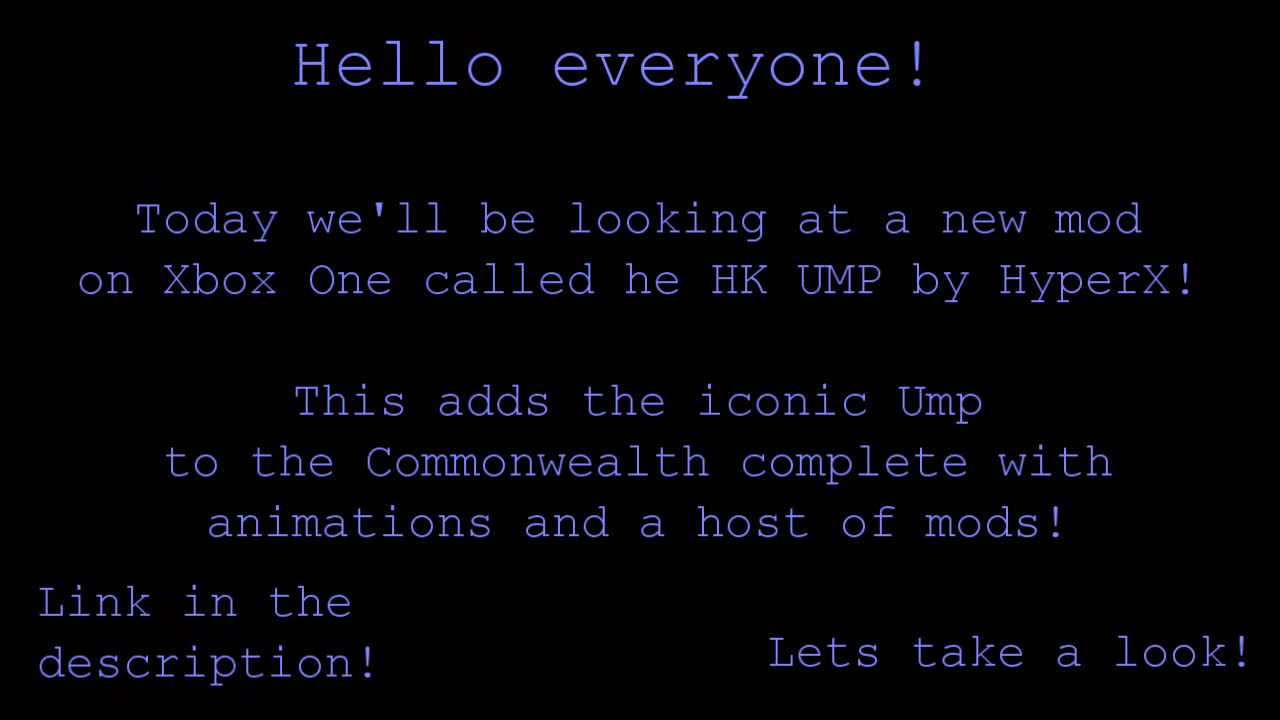 Hello everyone!
Today we'll be looking at a new mod
on Xbox One called he HK UMP by HyperX!
This adds the iconic Ump
to the Commonwealth complete with
animations and a host of mods!
Link in the
description!
Lets take a look!